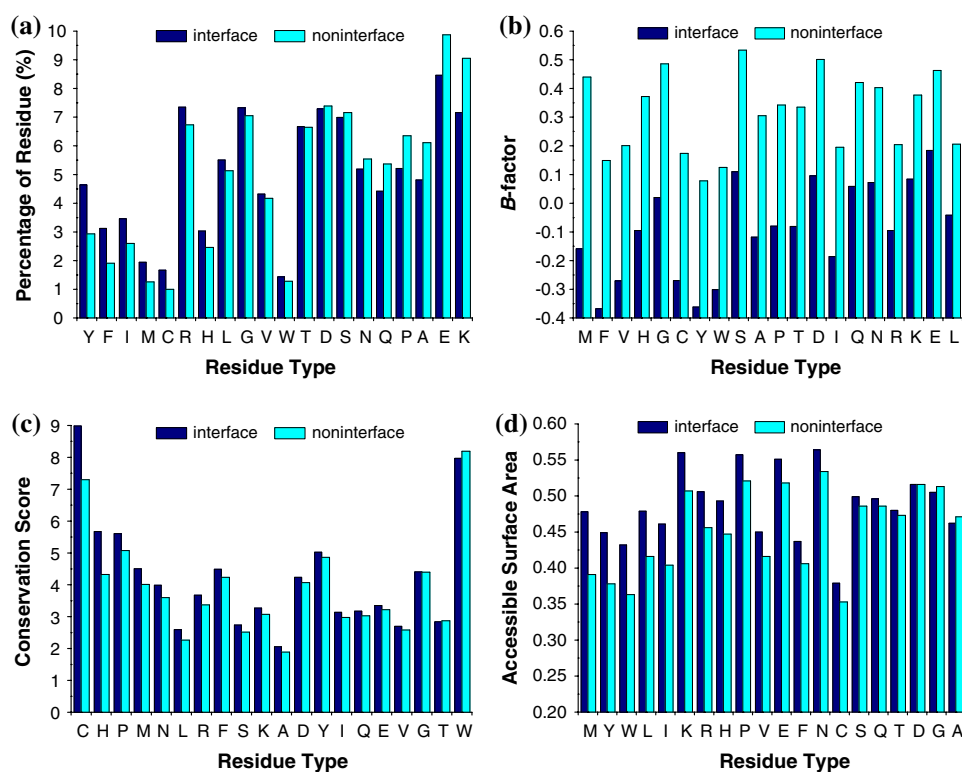 (a)
interface noninterface
Percentage of Residue (%)
10
9
8
7
6
5
4
3
2
1
0
Y F I M C R H L G V W T D S N Q P A E K
Residue Type
(b)
interface noninterface
B-factor
0.6
0.5
0.4
0.3
0.2
0.1
0.0
-0.1
-0.2
-0.3
-0.4
M F V H G C Y W S A P T D I Q N R K E L
Residue Type
(c)
interface noninterface
Conservation Score
9
8
7
6
5
4
3
2
1
0
C H P M N L R F S K A D Y I Q E V G T W
Residue Type
(d)
interface noninterface
Accessible Surface Area
0.60
0.55
0.50
0.45
0.40
0.35
0.30
0.25
0.20
M Y W L I K R H P V E F N C S Q T D G A
Residue Type